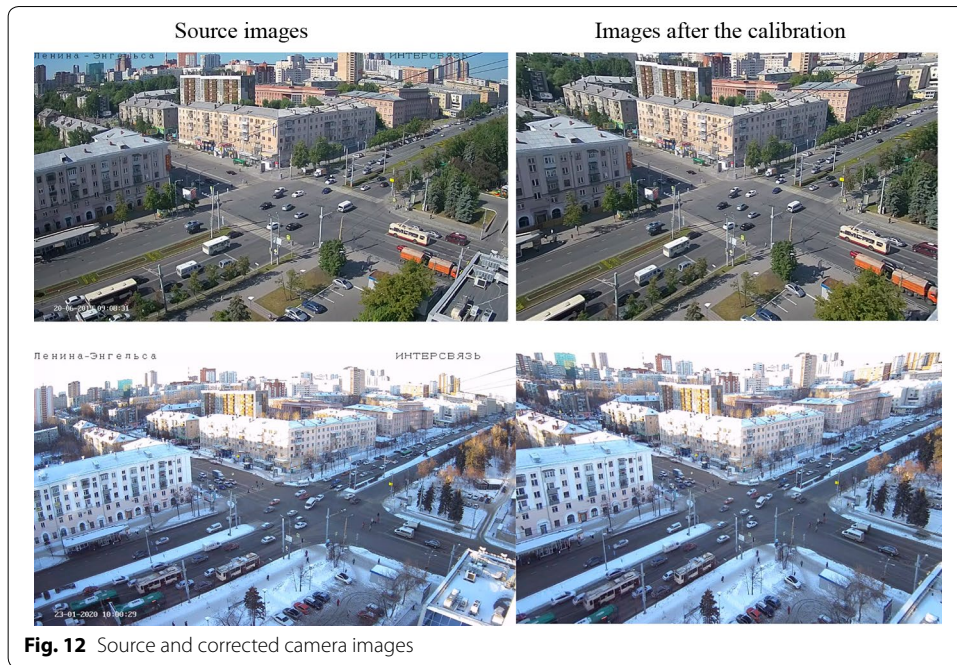 Source images
Images after the calibration
Ленина-Энгельса
ИНТЕРСВЯЗЬ
Ленина-Энгельса
ИНТЕРСВЯЗЬ
23-01-2020 10:00:29
Fig. 12 Source and corrected camera images